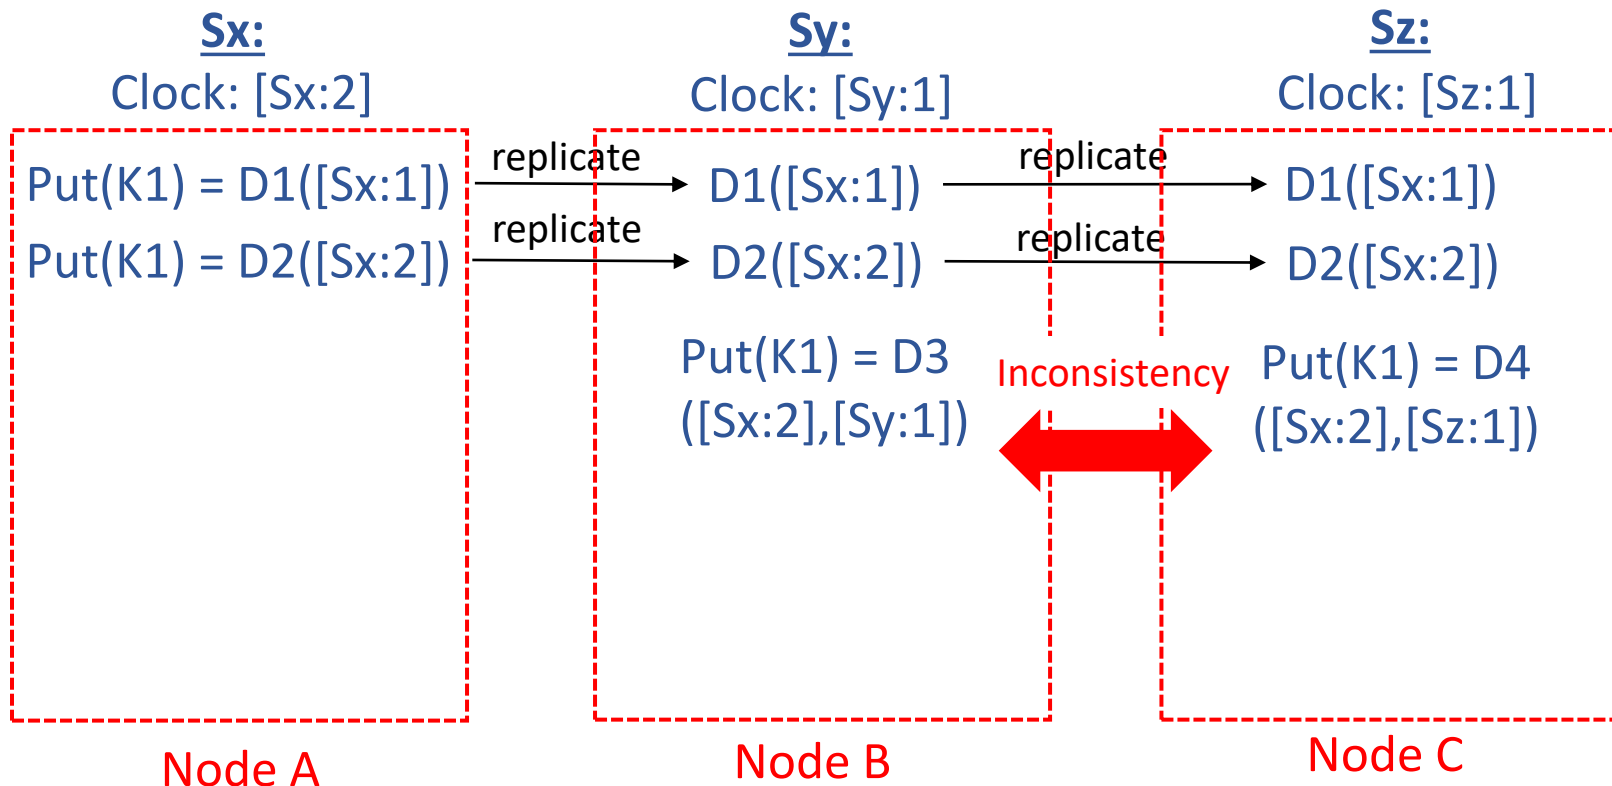 Sx:
Sy:
Sz:
Clock: [Sx:2]
Clock: [Sy:1]
Clock: [Sz:1]
Put(K1) = D1([Sx:1])
replicate
D1([Sx:1])
replicate
D1([Sx:1])
Put(K1) = D2([Sx:2])
replicate
D2([Sx:2])
replicate
D2([Sx:2])
Put(K1) = D3
([Sx:2],[Sy:1])
Inconsistency
Put(K1) = D4
([Sx:2],[Sz:1])
Node A
Node B
Node C